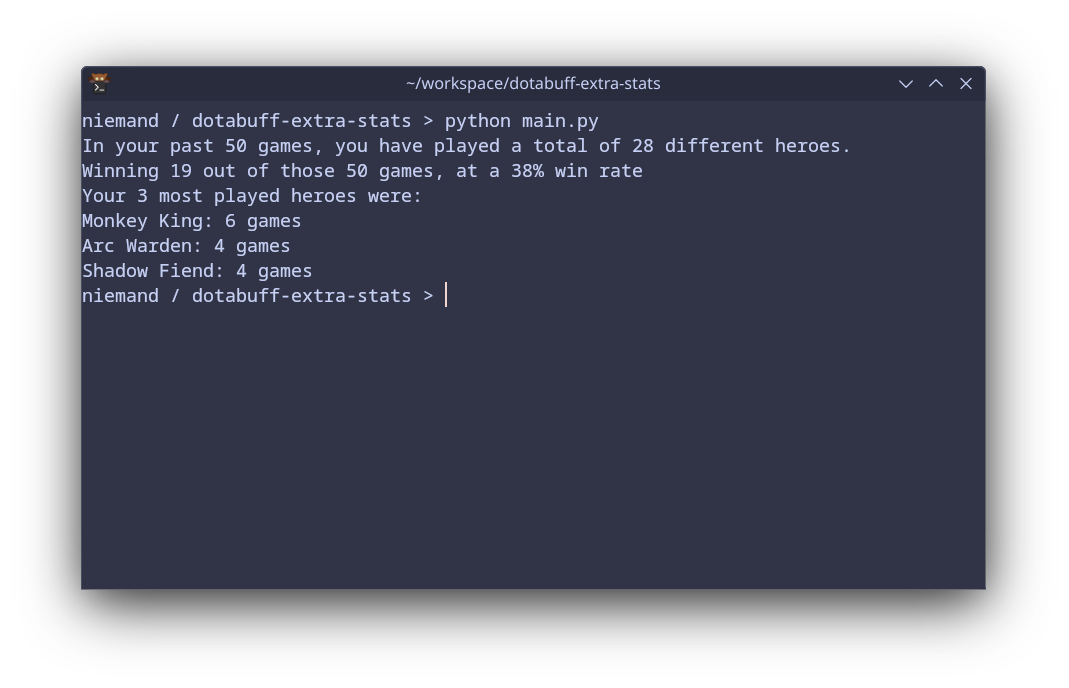 ~/workspace/dotabuff-extra-stats
niemand / dotabuff-extra-stats > python main.py
In your past 50 games, you have played a total of 28 different heroes.
Winning 19 out of those 50 games, at a 38% win rate
Your 3 most played heroes were:
Monkey King: 6 games
Arc Warden: 4 games
Shadow Fiend: 4 games
niemand / dotabuff-extra-stats >